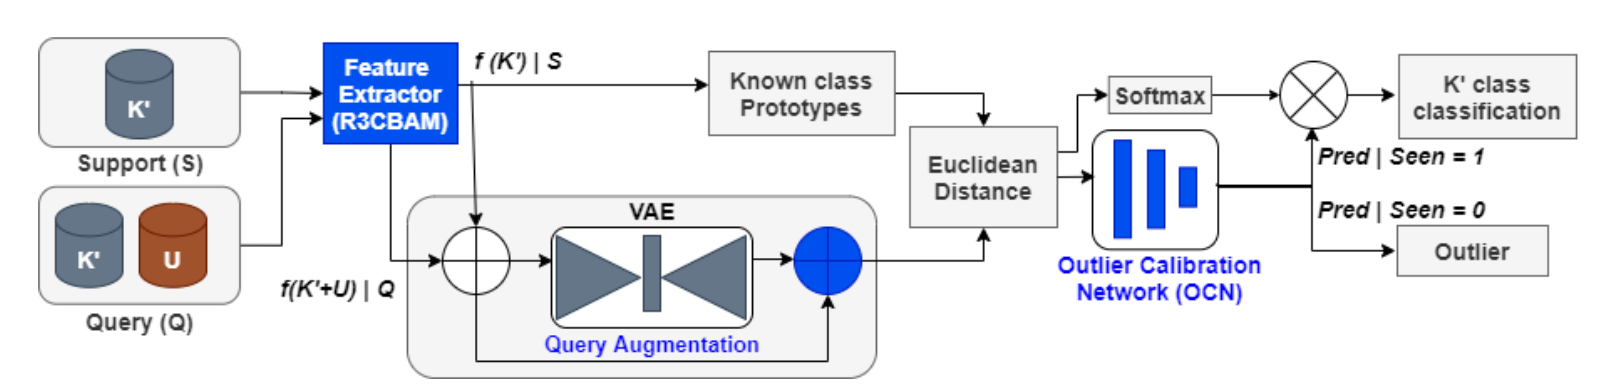 K'
Support (S)
K'
U
Query (Q)
Feature
Extractor
(R3CBAM)
f (K') | S
f(K'+U) | Q
VAE
Query Augmentation
Known class
Prototypes
Euclidean
Distance
Softmax
Outlier Calibration
Network (OCN)
K' class
classification
Pred | Seen = 1
Pred | Seen = 0
Outlier